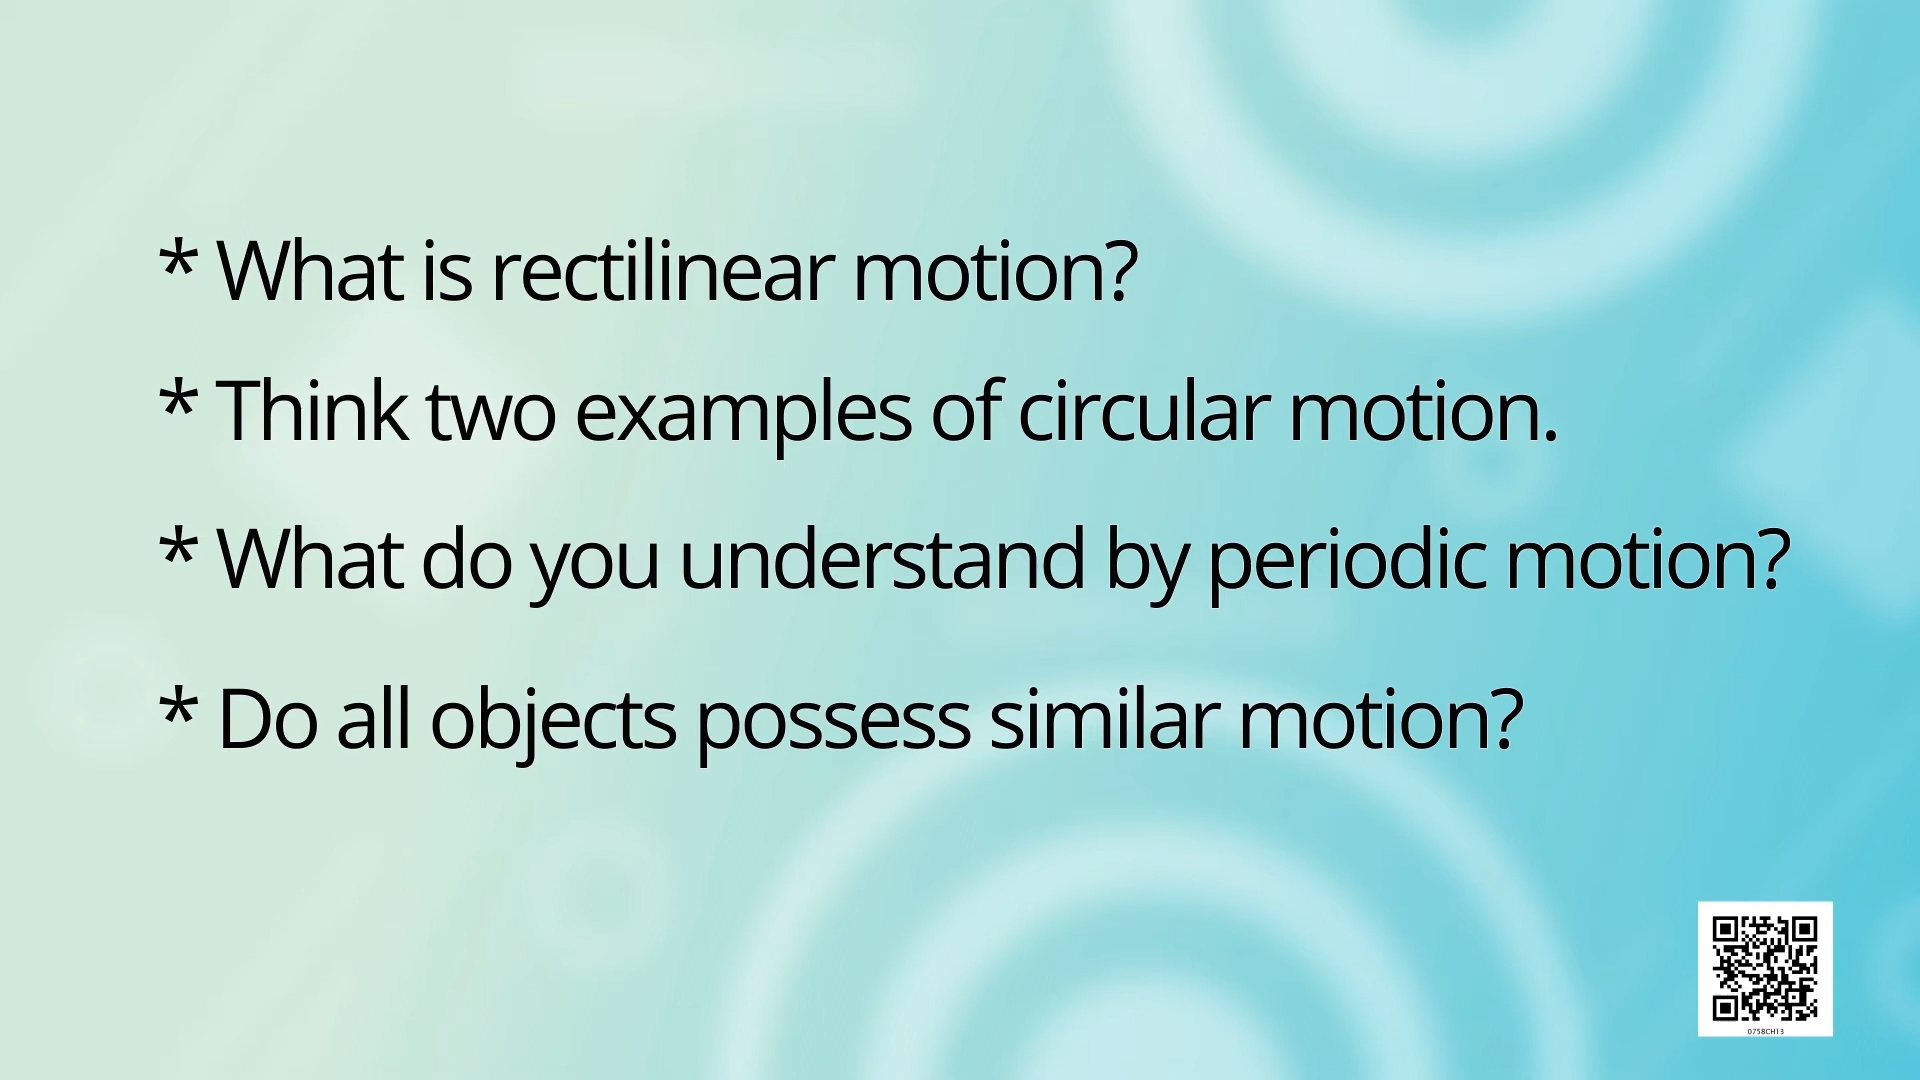 * What is rectilinear motion?
* Think two examples of circular motion.
* What do you understand by periodic motion?
* Do all objects possess similar motion?
0758CH13